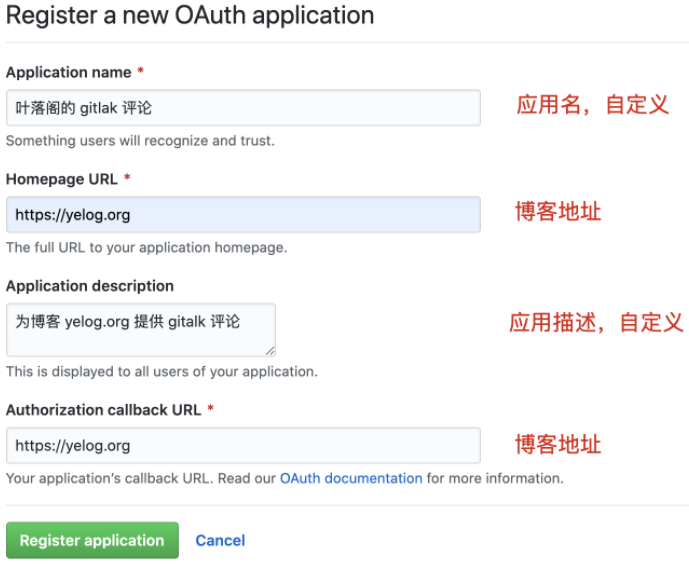 Register a new OAuth application
Application name *
叶落阁的 gitlak 评论
应用名，自定义
Something users will recognize and trust.
Homepage URL *
https://yelog.org
博客地址
The full URL to your application homepage.
Application description
为博客 yelog.org 提供 gitalk 评论
应用描述，自定义
This is displayed to all users of your application.
Authorization callback URL *
https://yelog.org
博客地址
Your application's callback URL. Read our OAuth documentation for more information.
Register application Cancel